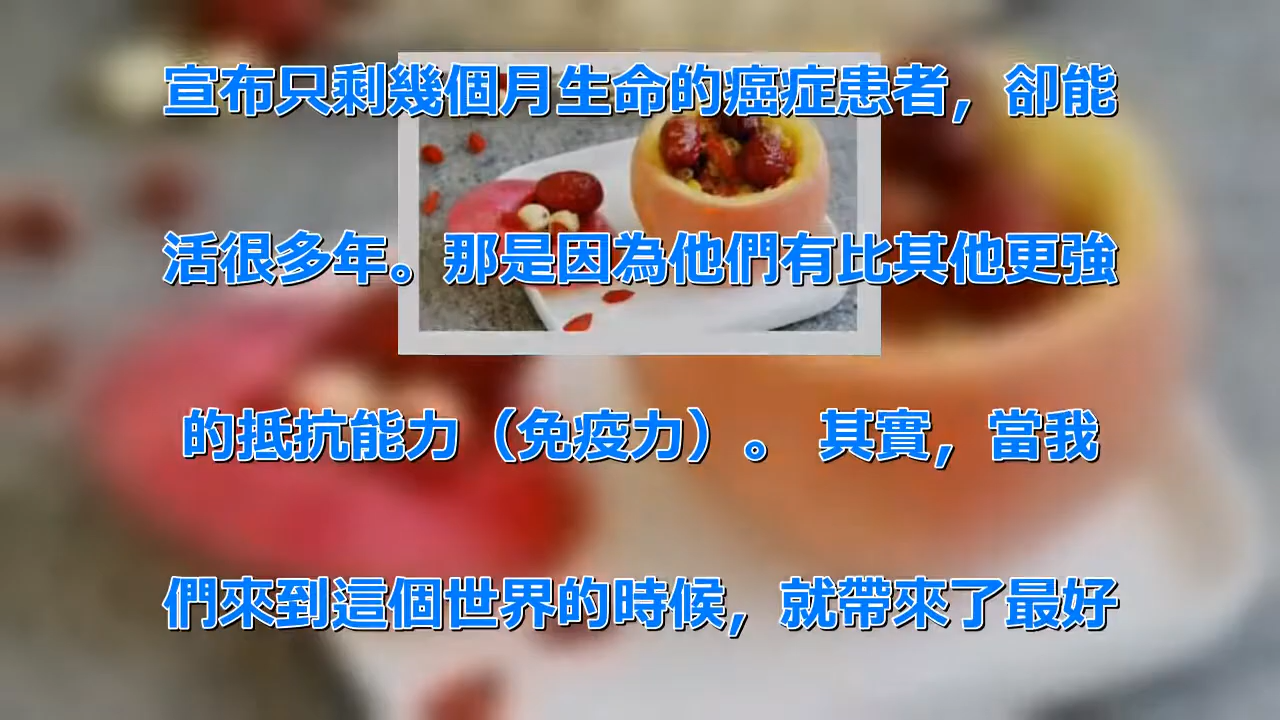 宣布只剩幾個月生命的癌症患者，卻能
活很多年。那是因為他們有比其他更強
的抵抗能力（免疫力）。 其實，當我
們來到這個世界的時候，就帶來了最好